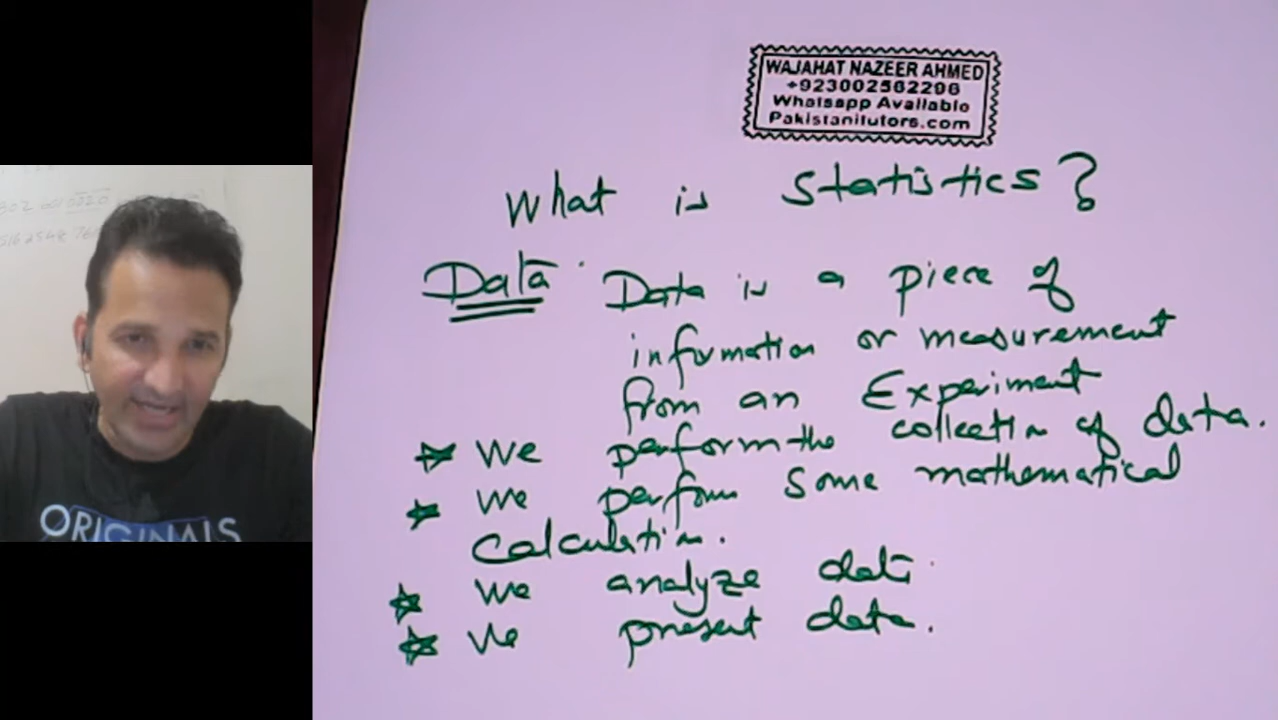 WAJAHAT NAZEER AHMED
+923002562296
Whatsapp Available
Pakistanitutors.com
What is Statistics?
Data: Data is a piece of
information or measurement
from an Experiment
We perform the collection of data.
We perform some mathematical
calculation.
We analyze data.
We present data.
ORIGINALS